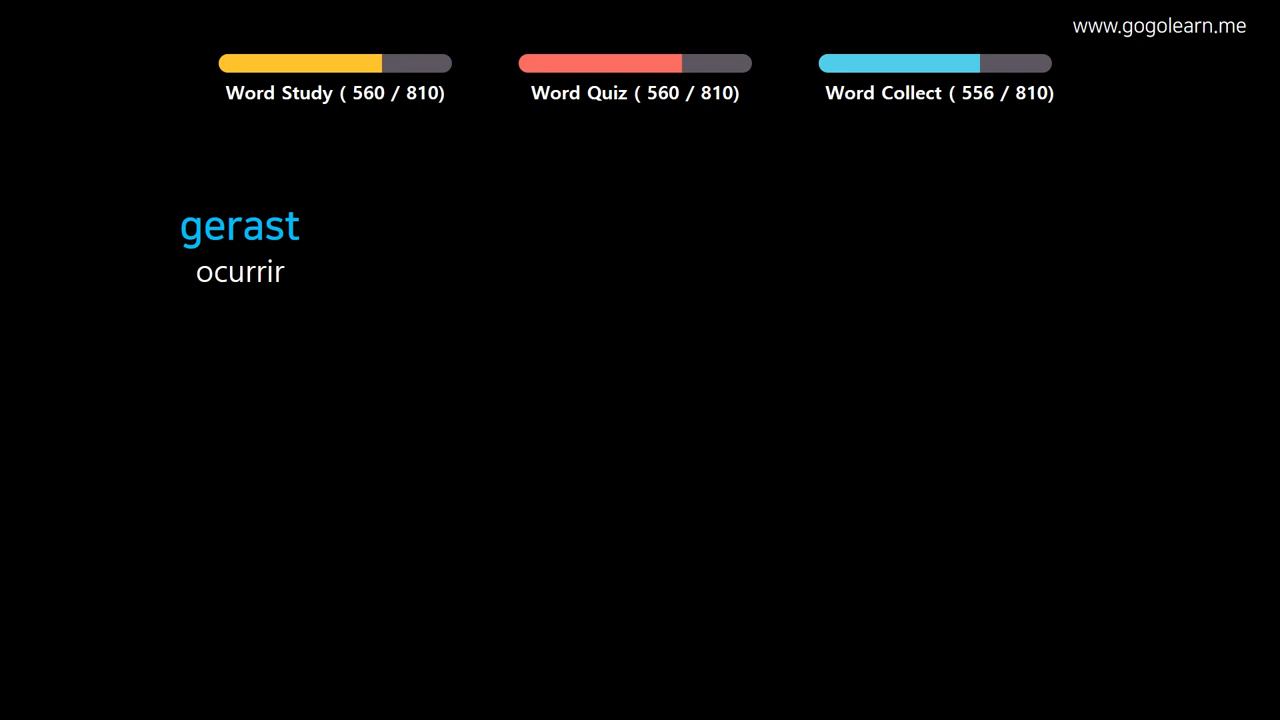 www.gogolearn.me
Word Study ( 560 / 810)
Word Quiz ( 560 / 810)
Word Collect ( 556 / 810)
gerast
ocurrir